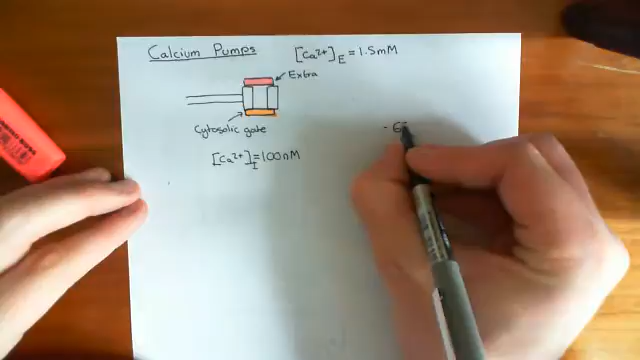 Calcium Pumps
[Ca²⁺]E = 1.5mM
Extra
Cytosolic gate
[Ca²⁺]I = 100nM